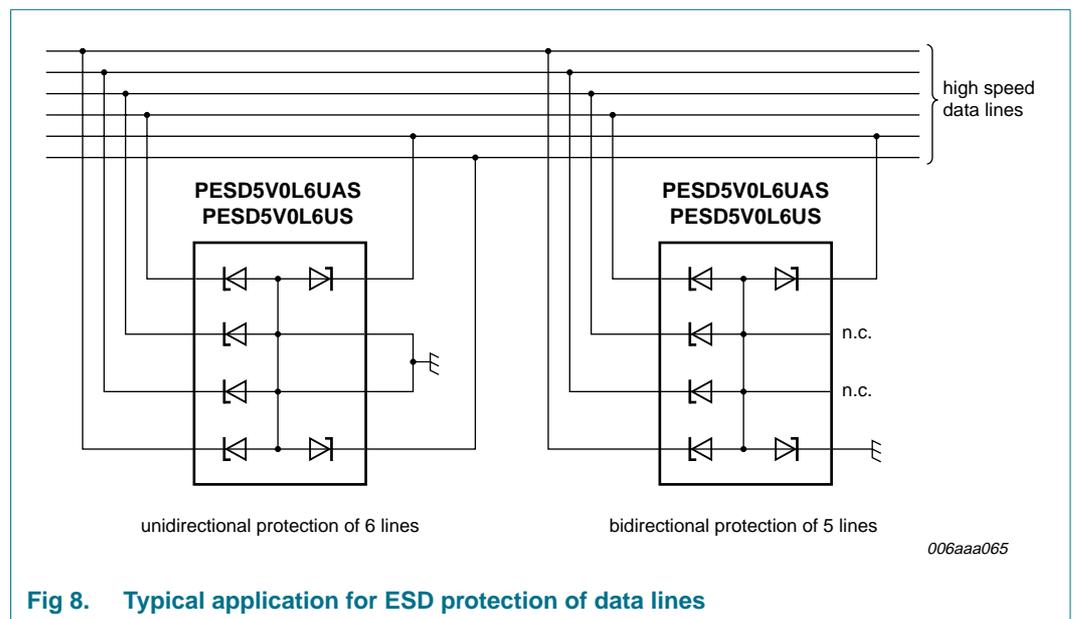 high speed
data lines
PESD5V0L6UAS
PESD5V0L6US
PESD5V0L6UAS
PESD5V0L6US
n.c.
n.c.
unidirectional protection of 6 lines
bidirectional protection of 5 lines
006aaa065
Fig 8. Typical application for ESD protection of data lines